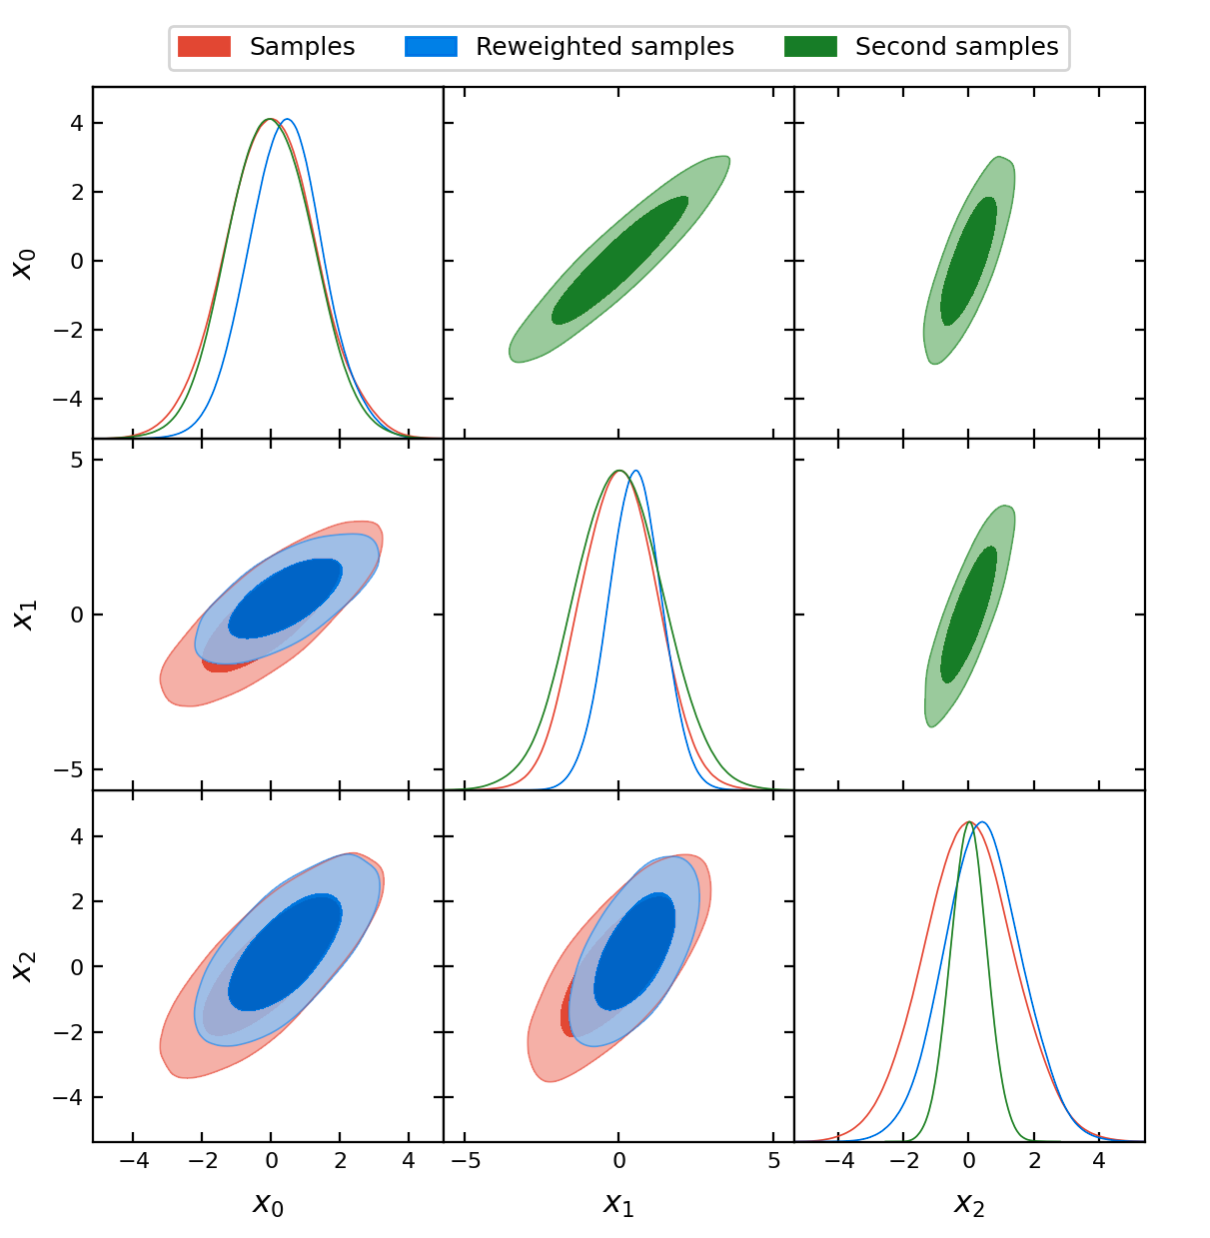 Samples Reweighted samples Second samples
4
2
0
−2
−4
x₀
5
0
−5
x₁
4
2
0
−2
−4
x₂
−4 −2 0 2 4 −5 0 5 −4 −2 0 2 4
x₀ x₁ x₂